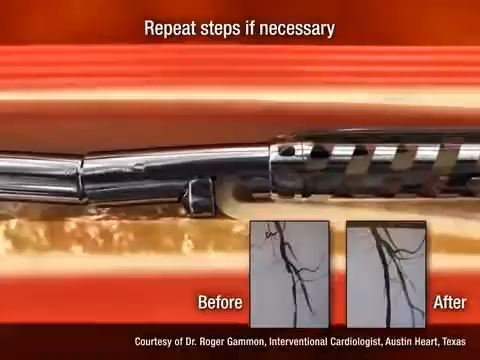 Repeat steps if necessary
Before
After
Courtesy of Dr. Roger Gammon, Interventional Cardiologist, Austin Heart, Texas